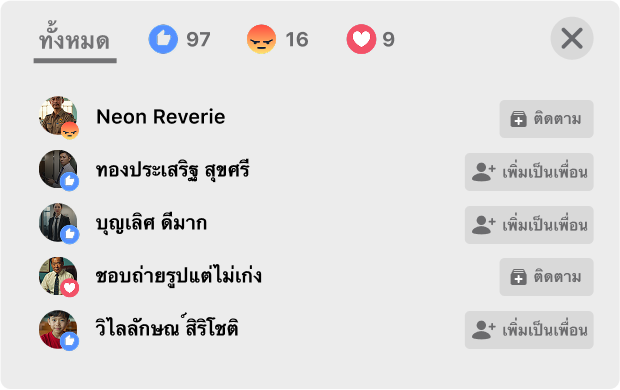 ทั้งหมด 97 16 9
Neon Reverie ติดตาม
ทองประเสริฐ สุขศรี เพิ่มเป็นเพื่อน
บุญเลิศ ดีมาก เพิ่มเป็นเพื่อน
ชอบถ่ายรูปแต่ไม่เก่ง ติดตาม
วิไลลักษณ์ สิริโชติ เพิ่มเป็นเพื่อน